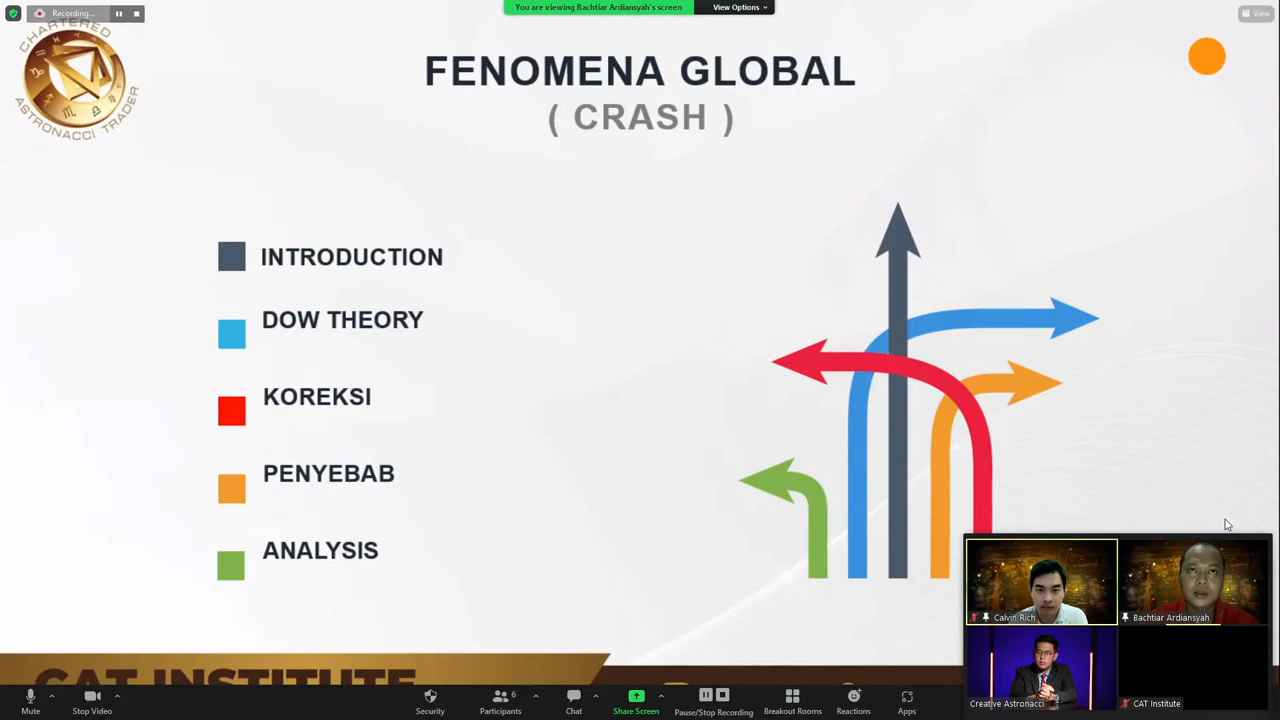 Recording...
You are viewing Bachtiar Ardiansyah's screen
View Options
View
CHARTERED
ASTRONACCI TRADER
FENOMENA GLOBAL
( CRASH )
INTRODUCTION
DOW THEORY
KOREKSI
PENYEBAB
ANALYSIS
CAT INSTITUTE
Calvin Rich
Bachtiar Ardiansyah
Creative Astronacci
CAT Institute
Mute
Stop Video
Security
6
Participants
Chat
Share Screen
Pause/Stop Recording
Breakout Rooms
Reactions
Apps